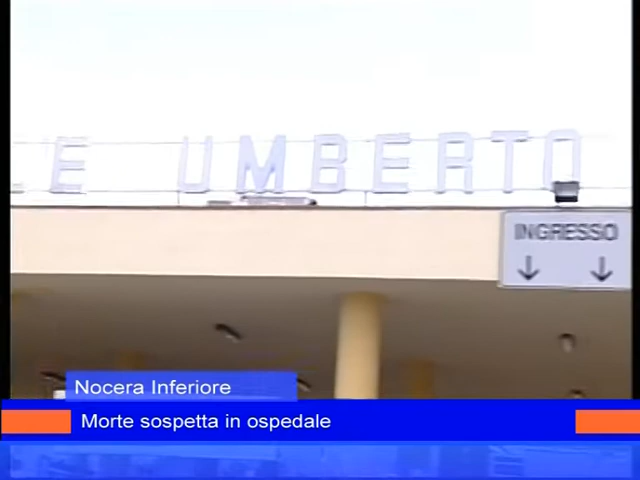 E UMBERTO
INGRESSO
Nocera Inferiore
Morte sospetta in ospedale